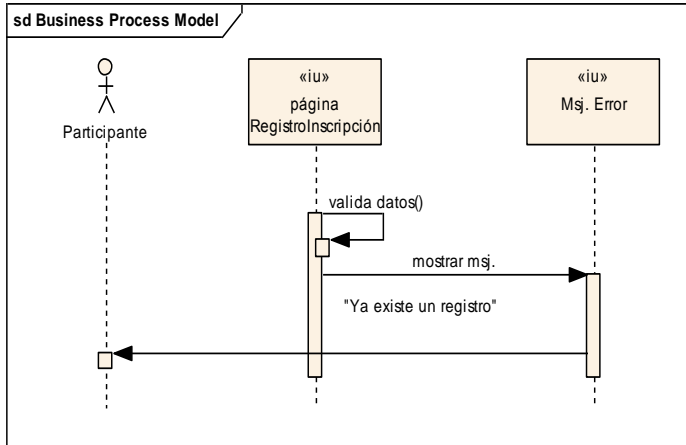 sd Business Process Model
Participante
«iu»
página
RegistroInscripción
«iu»
Msj. Error
valida datos()
mostrar msj.
"Ya existe un registro"